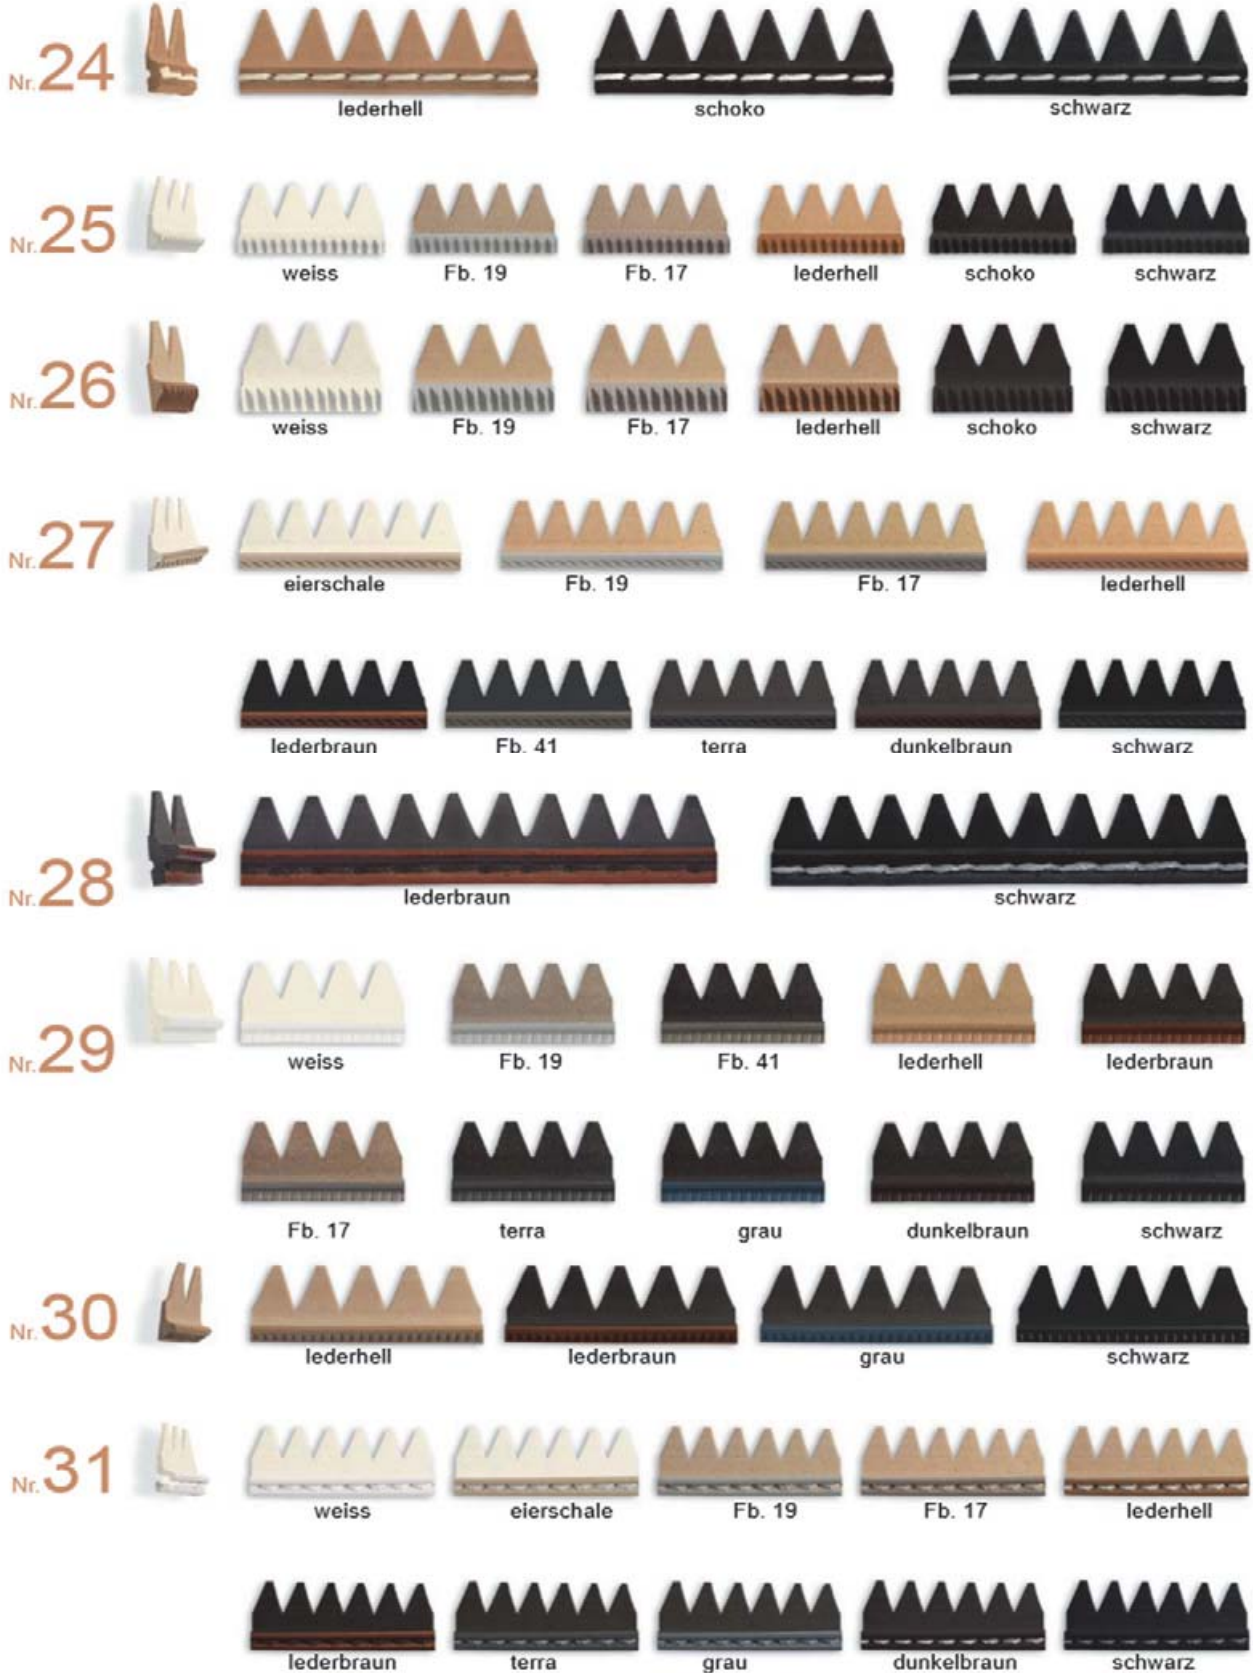 Nr.24
lederhell schoko schwarz
Nr.25
weiss Fb. 19 Fb. 17 lederhell schoko schwarz
Nr.26
weiss Fb. 19 Fb. 17 lederhell schoko schwarz
Nr.27
eierschale Fb. 19 Fb. 17 lederhell
lederbraun Fb. 41 terra dunkelbraun schwarz
Nr.28
lederbraun schwarz
Nr.29
weiss Fb. 19 Fb. 41 lederhell lederbraun
Fb. 17 terra grau dunkelbraun schwarz
Nr.30
lederhell lederbraun grau schwarz
Nr.31
weiss eierschale Fb. 19 Fb. 17 lederhell
lederbraun terra grau dunkelbraun schwarz